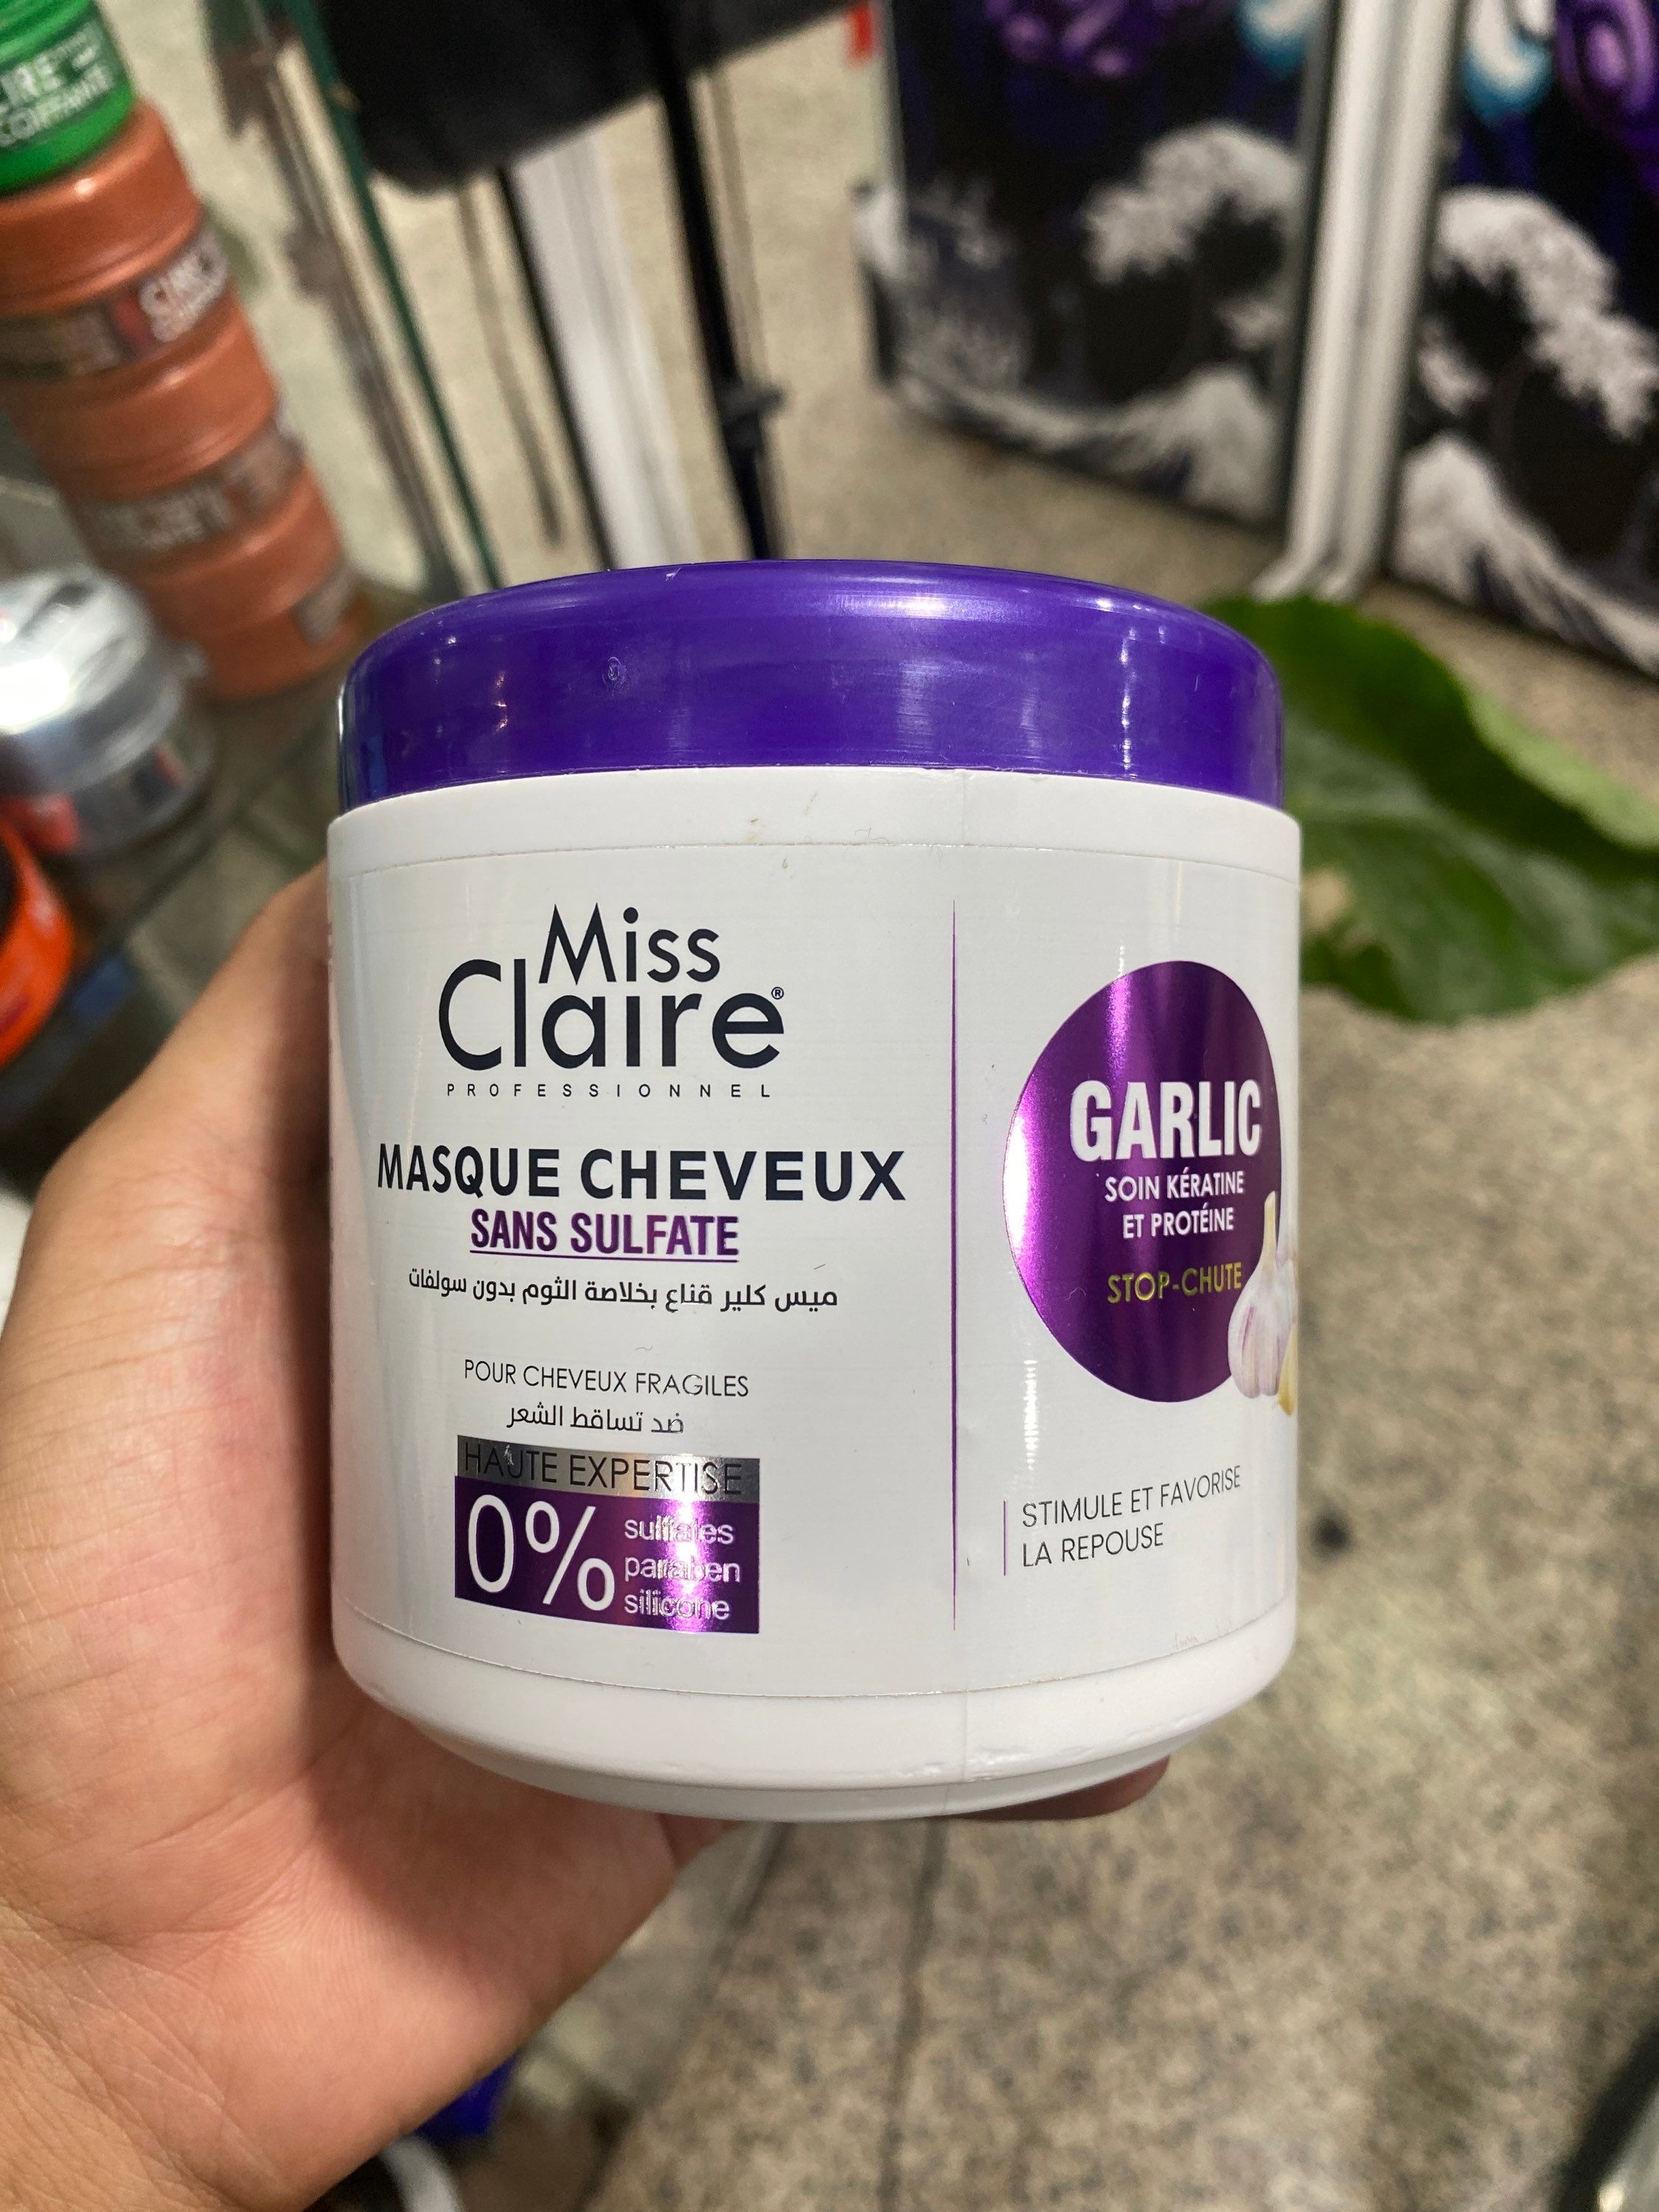 Miss
Claire®
PROFESSIONNEL
MASQUE CHEVEUX
SANS SULFATE
ميس كلير قناع بخلاصة الثوم بدون سولفات
POUR CHEVEUX FRAGILES
ضد تساقط الشعر
HAUTE EXPERTISE
0%
sulfates
paraben
silicone
GARLIC
SOIN KÉRATINE
ET PROTÉINE
STOP-CHUTE
STIMULE ET FAVORISE
LA REPOUSE